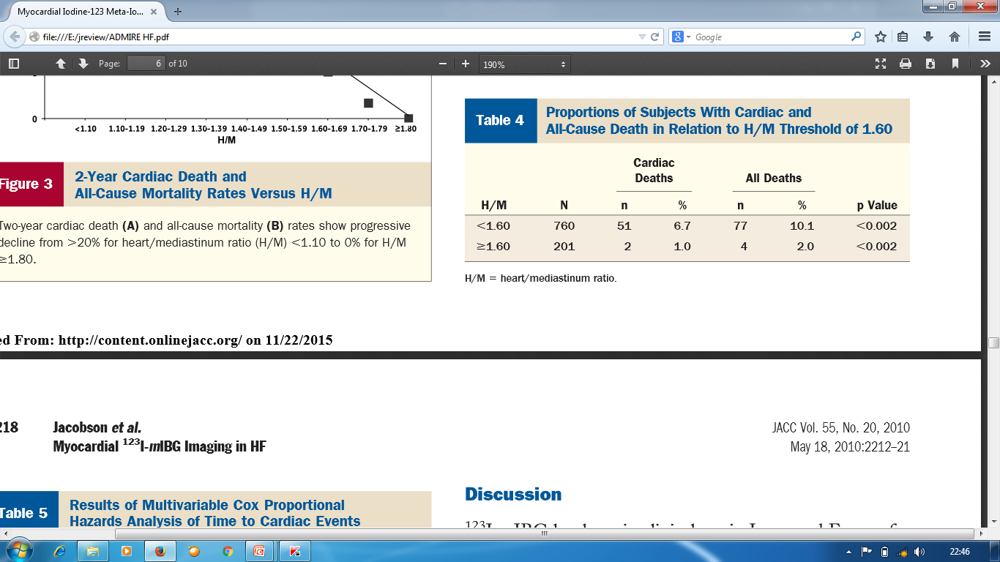 Myocardial Iodine-123 Meta-Io...
file:///E:/jreview/ADMIRE HF.pdf
Google
Page: 6 of 10
190%
0
<1.10 1.10-1.19 1.20-1.29 1.30-1.39 1.40-1.49 1.50-1.59 1.60-1.69 1.70-1.79 ≥1.80
H/M
Figure 3
2-Year Cardiac Death and
All-Cause Mortality Rates Versus H/M
Two-year cardiac death (A) and all-cause mortality (B) rates show progressive
decline from >20% for heart/mediastinum ratio (H/M) <1.10 to 0% for H/M
≥1.80.
Table 4
Proportions of Subjects With Cardiac and
All-Cause Death in Relation to H/M Threshold of 1.60
Cardiac
Deaths All Deaths
H/M N n % n % p Value
<1.60 760 51 6.7 77 10.1 <0.002
≥1.60 201 2 1.0 4 2.0 <0.002
H/M = heart/mediastinum ratio.
ed From: http://content.onlinejacc.org/ on 11/22/2015
218 Jacobson et al.
Myocardial ¹²³I-mIBG Imaging in HF
JACC Vol. 55, No. 20, 2010
May 18, 2010:2212–21
Table 5
Results of Multivariable Cox Proportional
Hazards Analysis of Time to Cardiac Events
Discussion
22:46